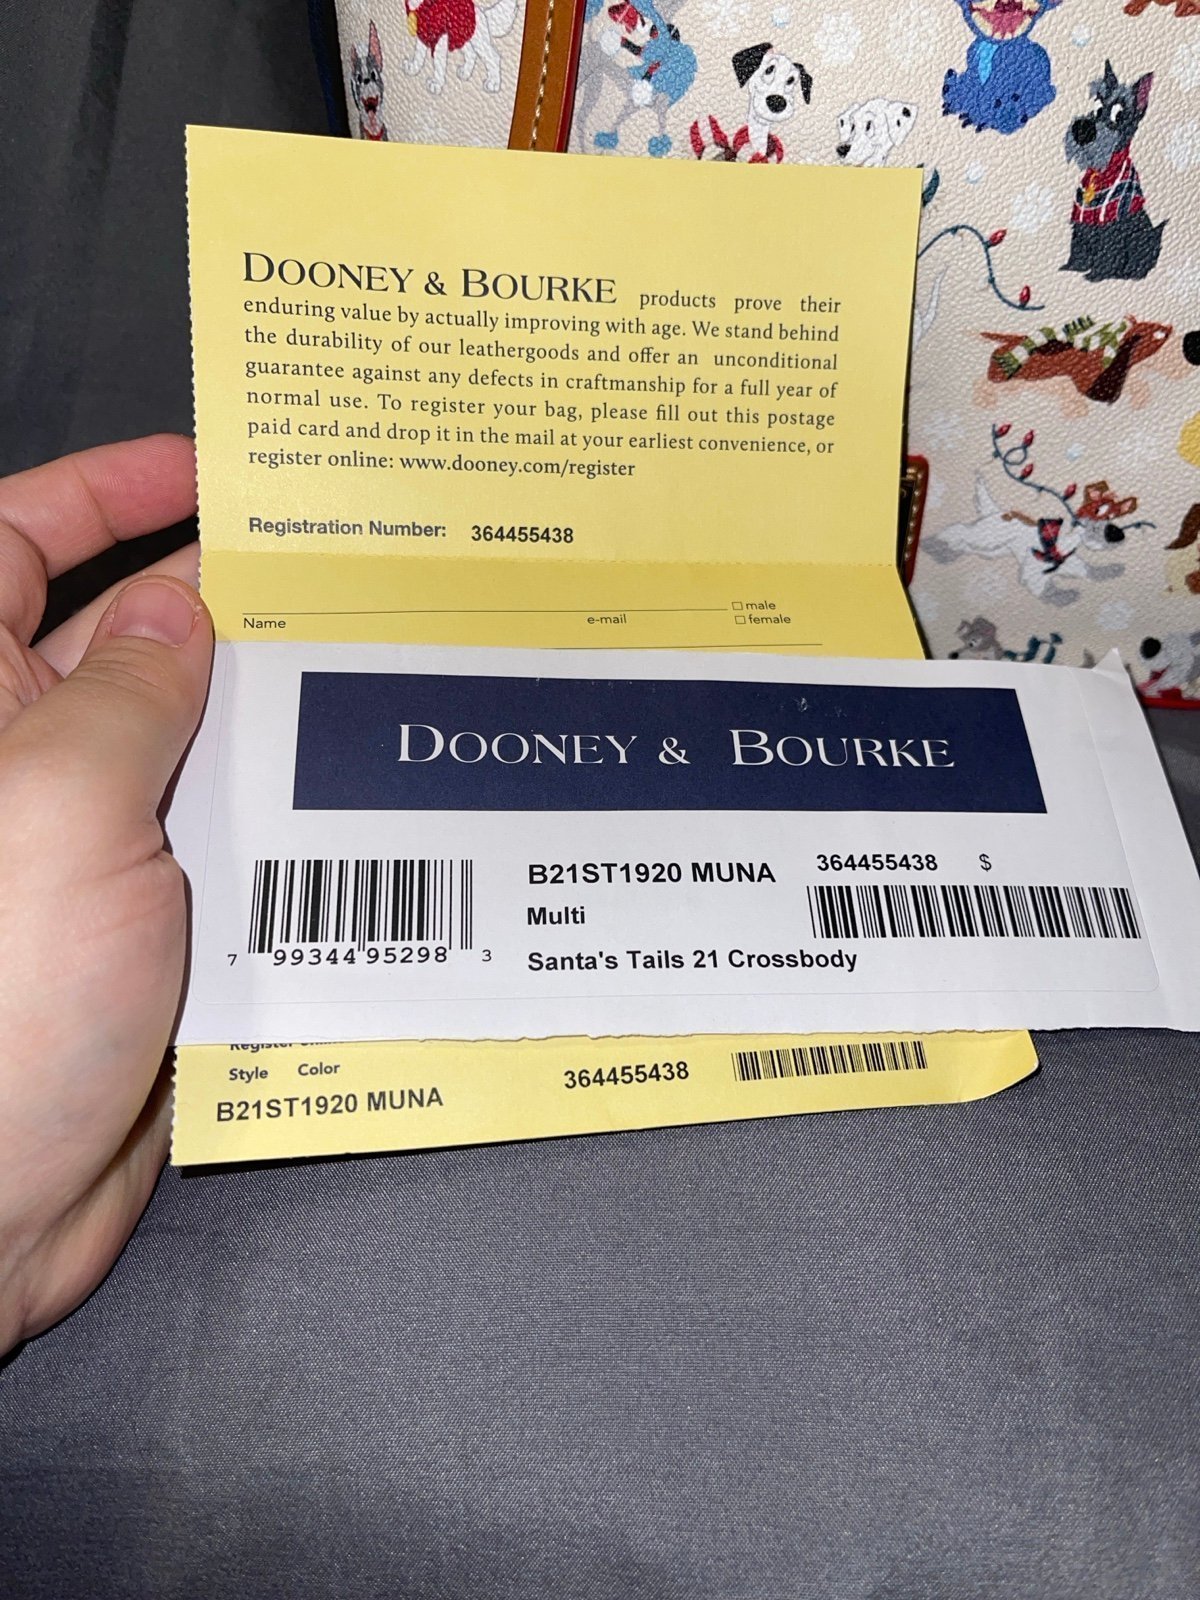 DOONEY & BOURKE products prove their
enduring value by actually improving with age. We stand behind
the durability of our leathergoods and offer an unconditional
guarantee against any defects in craftmanship for a full year of
normal use. To register your bag, please fill out this postage
paid card and drop it in the mail at your earliest convenience, or
register online: www.dooney.com/register
Registration Number: 364455438
male
Name e-mail female
DOONEY & BOURKE
B21ST1920 MUNA 364455438 $
Multi
7 99344 95298 3 Santa's Tails 21 Crossbody
Style Color
364455438
B21ST1920 MUNA